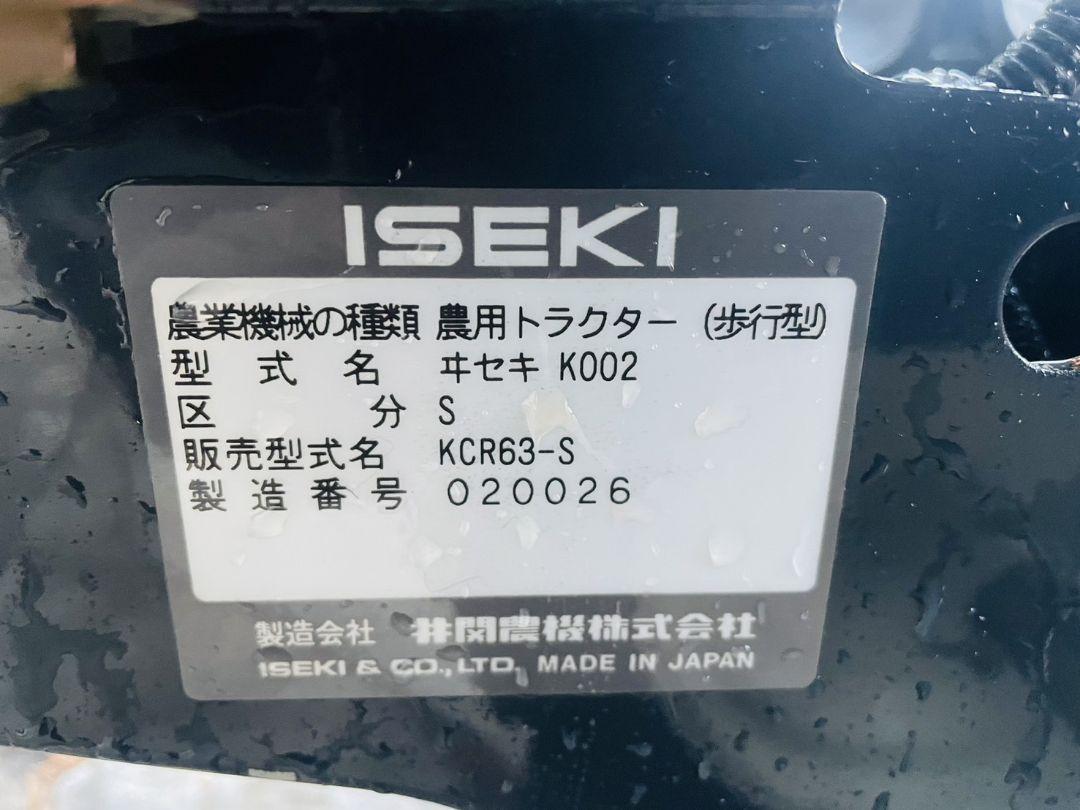 ISEKI
農業機械の種類 農用トラクター (歩行型)
型式名 ヰセキ K002
区分 S
販売型式名 KCR63-S
製造番号 020026
製造会社 井関農機株式会社
ISEKI & CO., LTD. MADE IN JAPAN